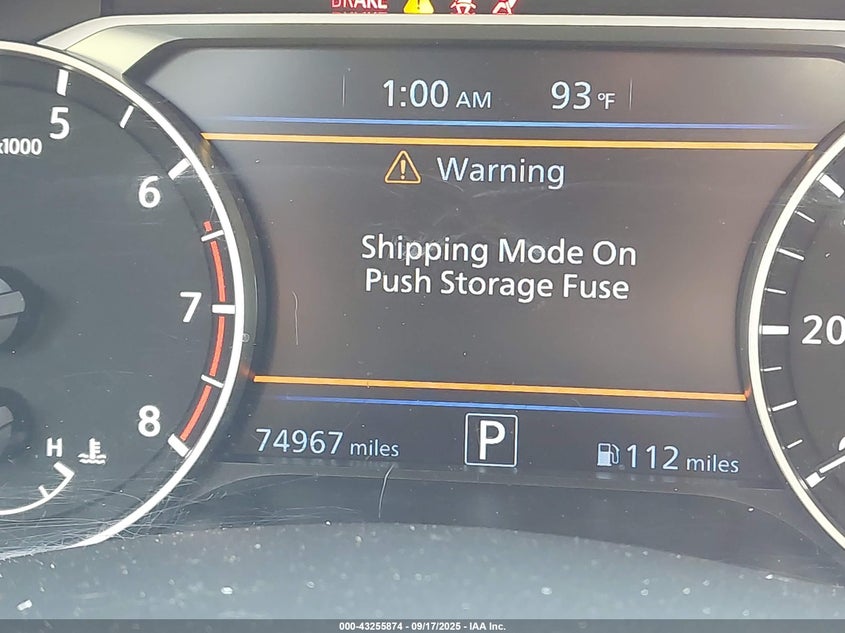 BRAKE
1:00 AM 93 °F
5
x1000
Warning
6
Shipping Mode On
Push Storage Fuse
7
20
8
H
74967 miles
P
112 miles
000-43255874 - 09/17/2025 - IAA Inc.